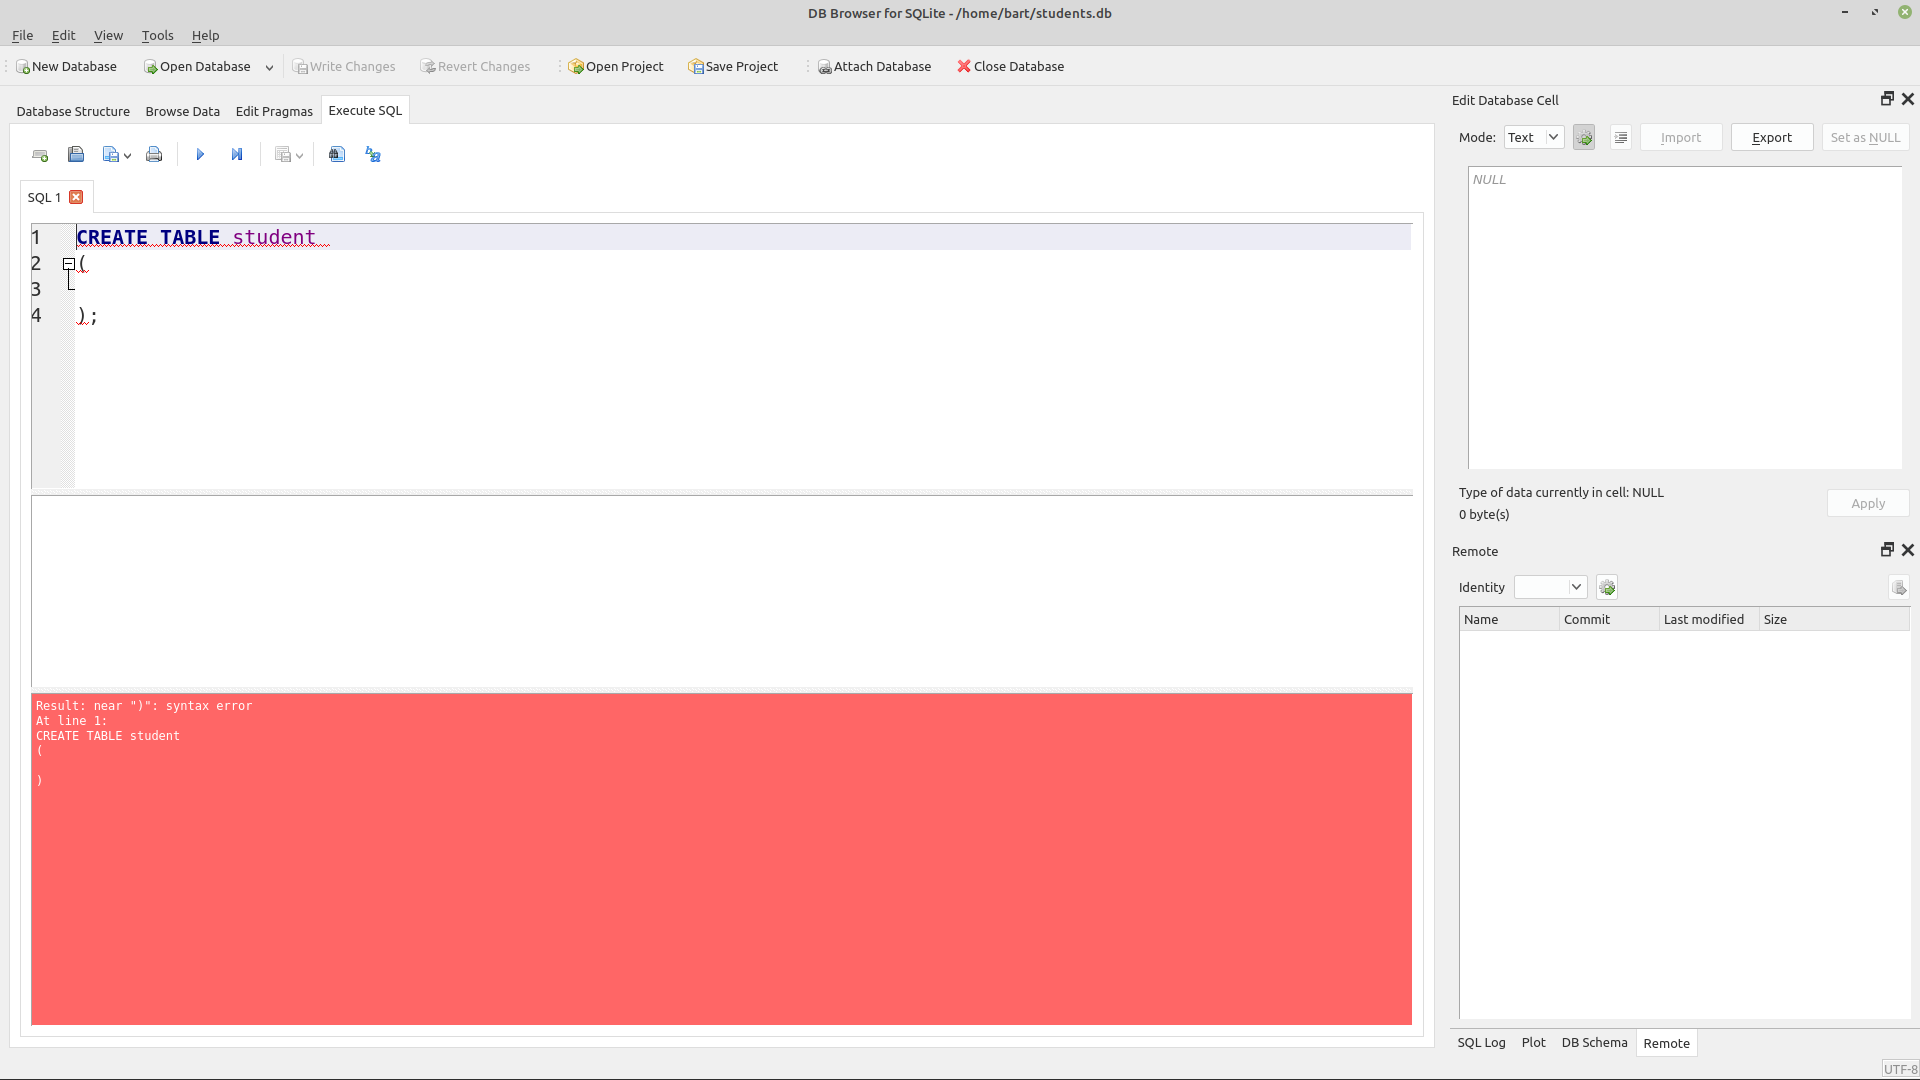 DB Browser for SQLite - /home/bart/students.db
File Edit View Tools Help
New Database Open Database Write Changes Revert Changes Open Project Save Project Attach Database Close Database
Database Structure Browse Data Edit Pragmas Execute SQL
SQL 1
1 CREATE TABLE student
2 (
3
4 );
Result: near ")": syntax error
At line 1:
CREATE TABLE student
(
)
Edit Database Cell
Mode: Text Import Export Set as NULL
NULL
Type of data currently in cell: NULL
0 byte(s)
Apply
Remote
Identity
Name Commit Last modified Size
SQL Log Plot DB Schema Remote
UTF-8